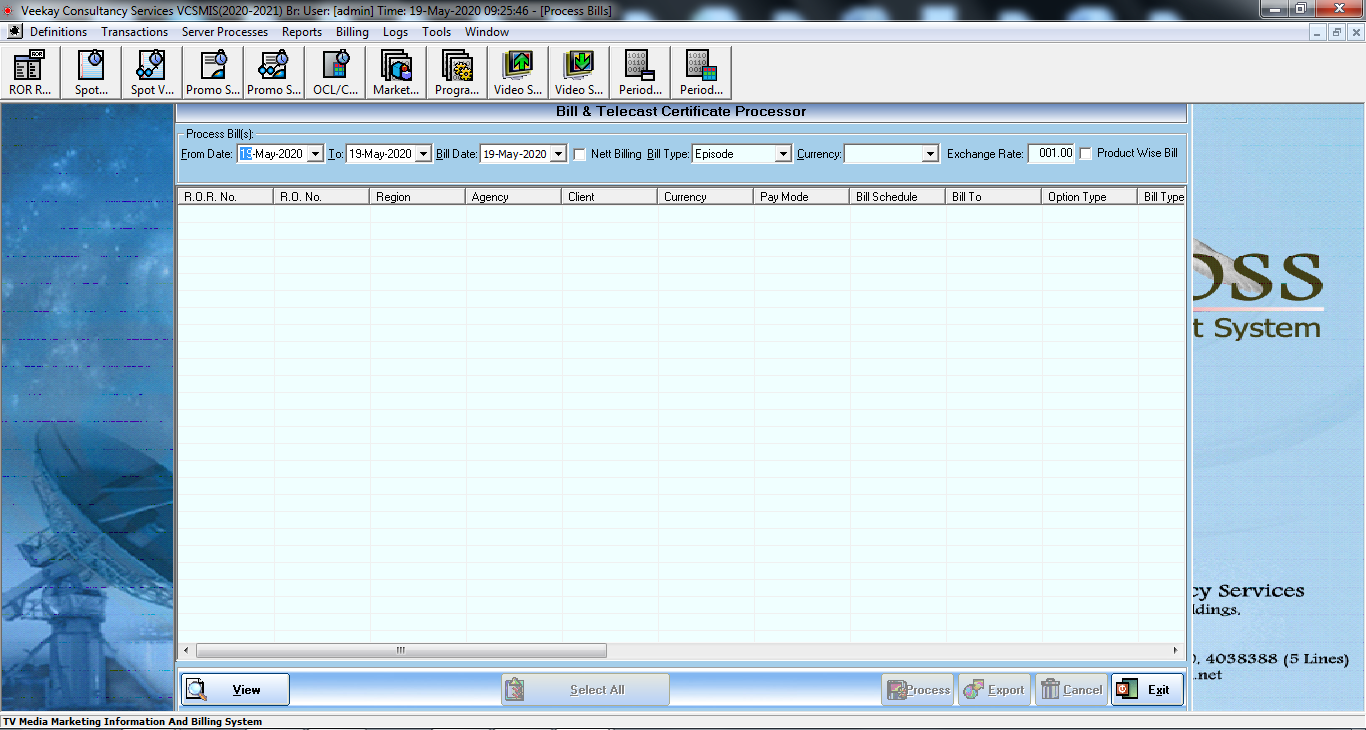 Veekay Consultancy Services VCSMIS(2020-2021) Br: User: [admin] Time: 19-May-2020 09:25:46 - [Process Bills]
Definitions Transactions Server Processes Reports Billing Logs Tools Window
ROR R... Spot... Spot V... Promo S... Promo S... OCL/C... Market... Progra... Video S... Video S... Period... Period...
Bill & Telecast Certificate Processor
Process Bill(s):
From Date: 19-May-2020 To: 19-May-2020 Bill Date: 19-May-2020 Nett Billing Bill Type: Episode Currency: Exchange Rate: 001.00 Product Wise Bill
R.O.R. No. R.O. No. Region Agency Client Currency Pay Mode Bill Schedule Bill To Option Type Bill Type
OSS
t System
cy Services
ldings.
0, 4038388 (5 Lines)
.net
View Select All Process Export Cancel Exit
TV Media Marketing Information And Billing System